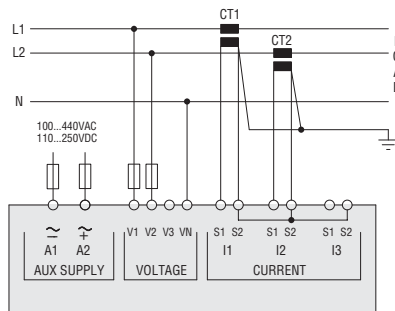 CT1
L1
CT2
L2
N
100...440VAC
110...250VDC
V1 V2 V3 VN S1 S2 S1 S2 S1 S2
A1 A2 I1 I2 I3
AUX SUPPLY VOLTAGE CURRENT